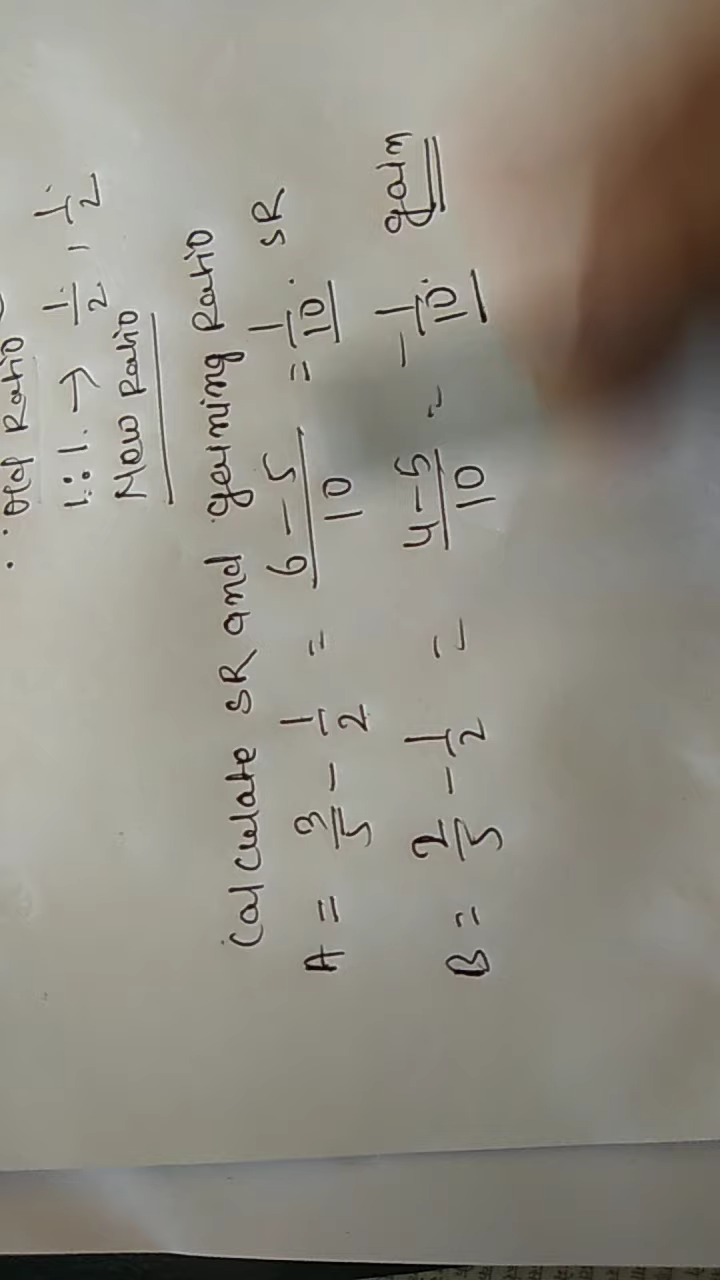 Old Ratio
1:1. → 1/2, 1/2
New Ratio
Calculate SR and gaining Ratio
A = 3/5 - 1/2 = 6-5/10 = 1/10. SR
B = 2/5 - 1/2 = 4-5/10 = -1/10. gain